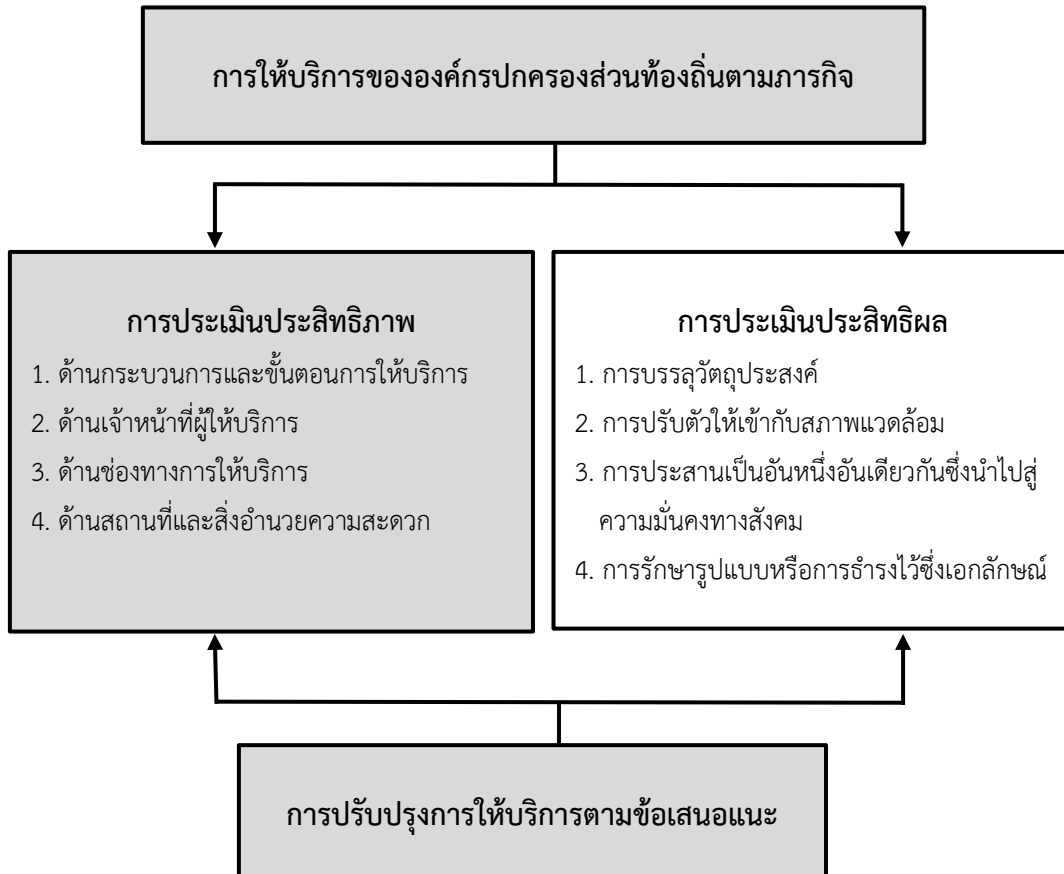 การให้บริการขององค์กรปกครองส่วนท้องถิ่นตามภารกิจ
การประเมินประสิทธิภาพ
1. ด้านกระบวนการและขั้นตอนการให้บริการ
2. ด้านเจ้าหน้าที่ผู้ให้บริการ
3. ด้านช่องทางการให้บริการ
4. ด้านสถานที่และสิ่งอำนวยความสะดวก
การประเมินประสิทธิผล
1. การบรรลุวัตถุประสงค์
2. การปรับตัวให้เข้ากับสภาพแวดล้อม
3. การประสานเป็นอันหนึ่งอันเดียวกันซึ่งนำไปสู่
ความมั่นคงทางสังคม
4. การรักษารูปแบบหรือการธำรงไว้ซึ่งเอกลักษณ์
การปรับปรุงการให้บริการตามข้อเสนอแนะ